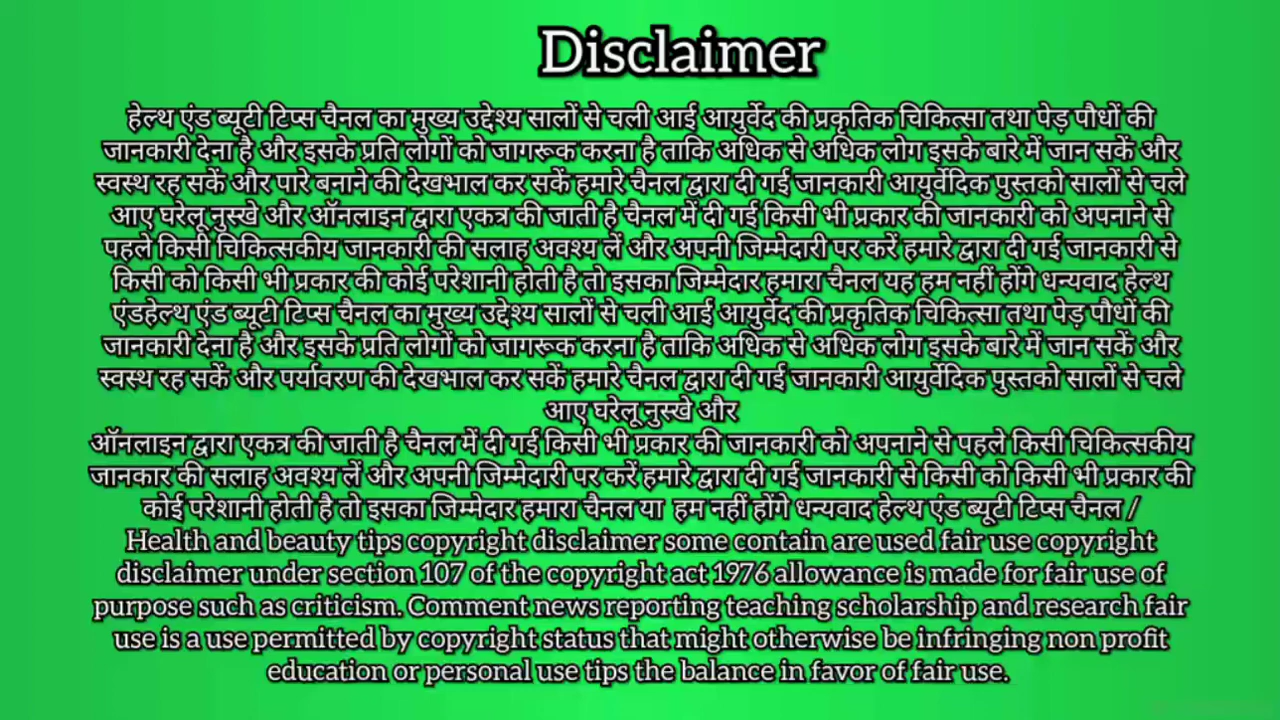 Disclaimer
हेल्थ एंड ब्यूटी टिप्स चैनल का मुख्य उद्देश्य सालों से चली आई आयुर्वेद की प्रकृतिक चिकित्सा तथा पेड़ पौधों की
जानकारी देना है और इसके प्रति लोगों को जागरूक करना है ताकि अधिक से अधिक लोग इसके बारे में जान सकें और
स्वस्थ रह सकें और पारे बनाने की देखभाल कर सकें हमारे चैनल द्वारा दी गई जानकारी आयुर्वेदिक पुस्तको सालों से चले
आए घरेलू नुस्खे और ऑनलाइन द्वारा एकत्र की जाती है चैनल में दी गई किसी भी प्रकार की जानकारी को अपनाने से
पहले किसी चिकित्सकीय जानकारी की सलाह अवश्य लें और अपनी जिम्मेदारी पर करें हमारे द्वारा दी गई जानकारी से
किसी को किसी भी प्रकार की कोई परेशानी होती है तो इसका जिम्मेदार हमारा चैनल यह हम नहीं होंगे धन्यवाद हेल्थ
एंडहेल्थ एंड ब्यूटी टिप्स चैनल का मुख्य उद्देश्य सालों से चली आई आयुर्वेद की प्रकृतिक चिकित्सा तथा पेड़ पौधों की
जानकारी देना है और इसके प्रति लोगों को जागरूक करना है ताकि अधिक से अधिक लोग इसके बारे में जान सकें और
स्वस्थ रह सकें और पर्यावरण की देखभाल कर सकें हमारे चैनल द्वारा दी गई जानकारी आयुर्वेदिक पुस्तको सालों से चले
आए घरेलू नुस्खे और
ऑनलाइन द्वारा एकत्र की जाती है चैनल में दी गई किसी भी प्रकार की जानकारी को अपनाने से पहले किसी चिकित्सकीय
जानकार की सलाह अवश्य लें और अपनी जिम्मेदारी पर करें हमारे द्वारा दी गई जानकारी से किसी को किसी भी प्रकार की
कोई परेशानी होती है तो इसका जिम्मेदार हमारा चैनल या हम नहीं होंगे धन्यवाद हेल्थ एंड ब्यूटी टिप्स चैनल /
Health and beauty tips copyright disclaimer some contain are used fair use copyright
disclaimer under section 107 of the copyright act 1976 allowance is made for fair use of
purpose such as criticism. Comment news reporting teaching scholarship and research fair
use is a use permitted by copyright status that might otherwise be infringing non profit
education or personal use tips the balance in favor of fair use.